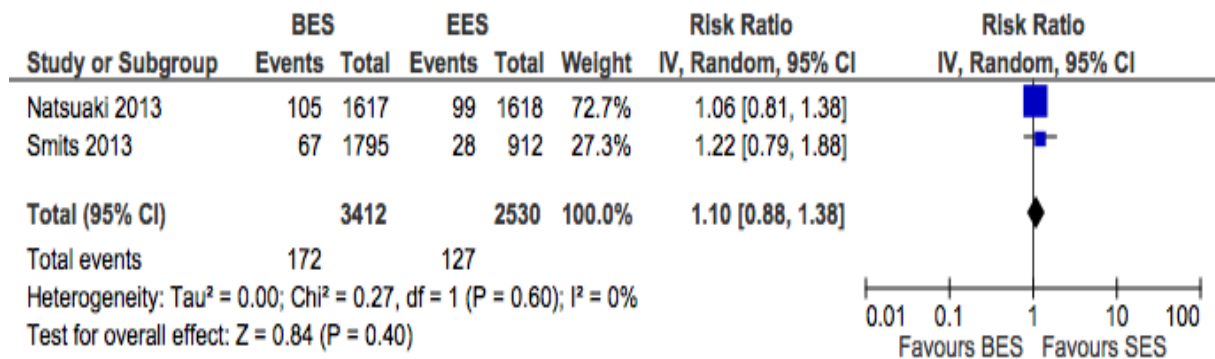 BES EES Risk Ratio Risk Ratio
Study or Subgroup Events Total Events Total Weight IV, Random, 95% CI IV, Random, 95% CI
Natsuaki 2013 105 1617 99 1618 72.7% 1.06 [0.81, 1.38]
Smits 2013 67 1795 28 912 27.3% 1.22 [0.79, 1.88]
Total (95% CI) 3412 2530 100.0% 1.10 [0.88, 1.38]
Total events 172 127
Heterogeneity: Tau² = 0.00; Chi² = 0.27, df = 1 (P = 0.60); I² = 0%
Test for overall effect: Z = 0.84 (P = 0.40)
0.01 0.1 1 10 100
Favours BES Favours SES